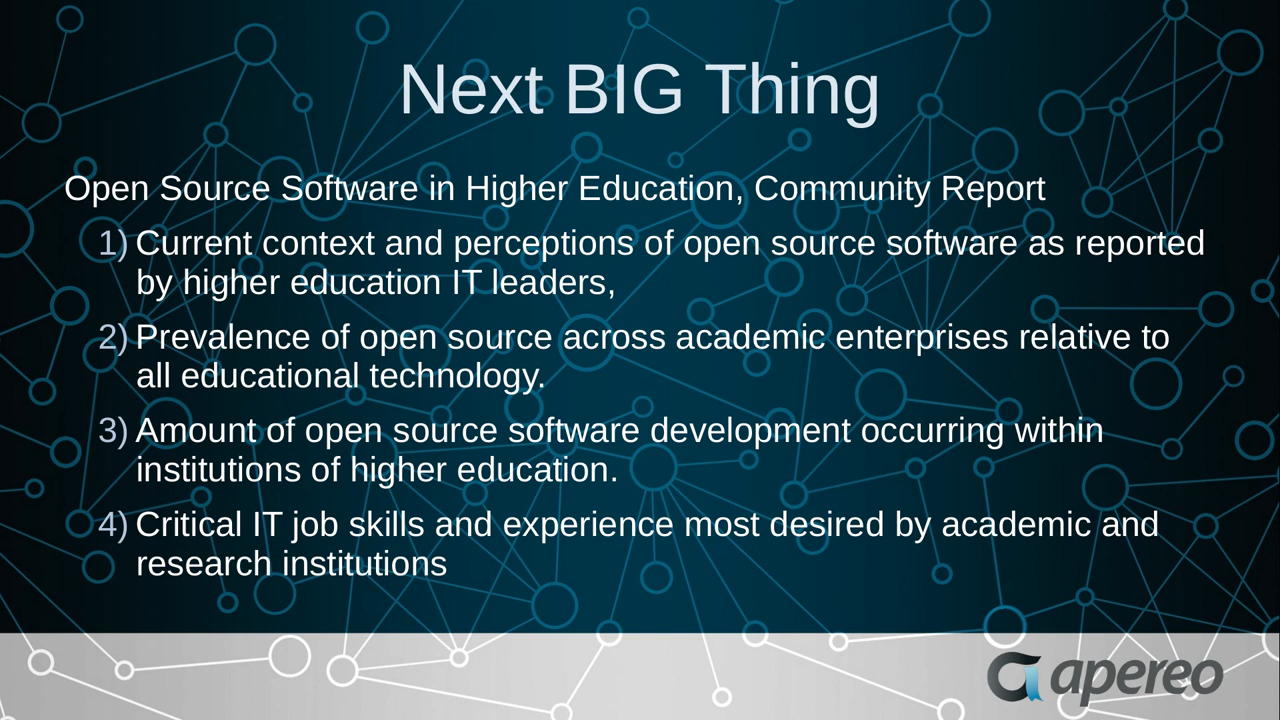 Next BIG Thing
Open Source Software in Higher Education, Community Report
1) Current context and perceptions of open source software as reported
by higher education IT leaders,
2) Prevalence of open source across academic enterprises relative to
all educational technology.
3) Amount of open source software development occurring within
institutions of higher education.
4) Critical IT job skills and experience most desired by academic and
research institutions
apereo